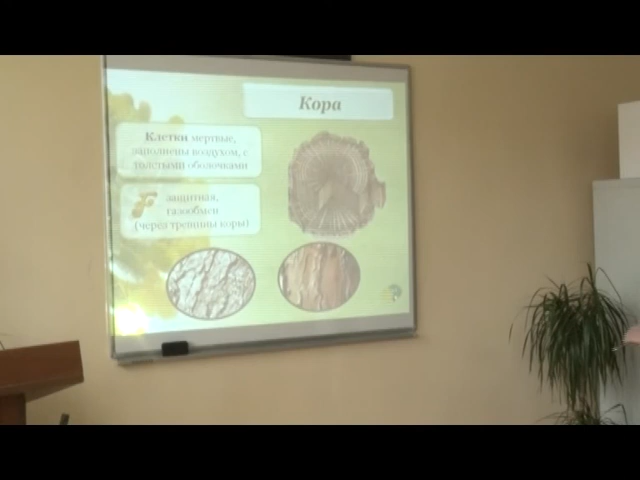 Кора
Клетки мертвые,
заполнены воздухом, с
толстыми оболочками
защитная,
газообмен
(через трещины коры)